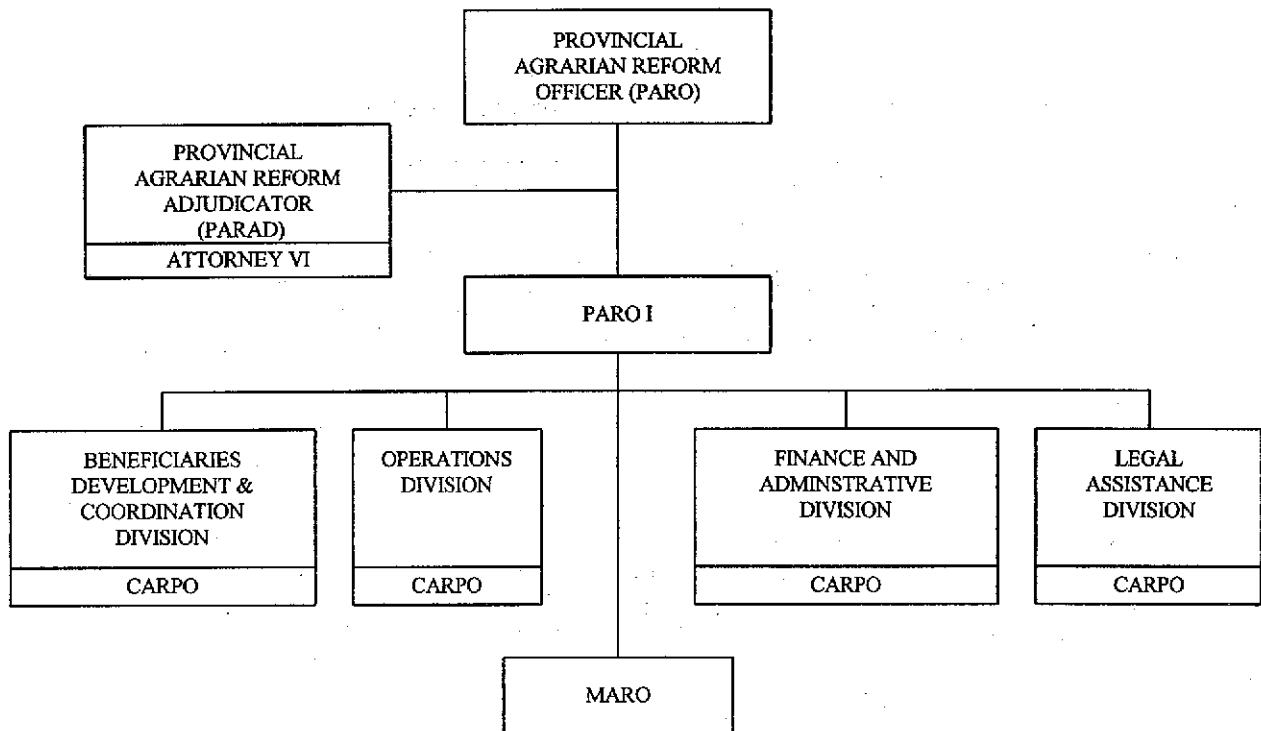 PROVINCIAL
AGRARIAN REFORM
OFFICER (PARO)
PROVINCIAL
AGRARIAN REFORM
ADJUDICATOR
(PARAD)
ATTORNEY VI
PARO I
BENEFICIARIES
DEVELOPMENT &
COORDINATION
DIVISION
CARPO
OPERATIONS
DIVISION
CARPO
FINANCE AND
ADMINSTRATIVE
DIVISION
CARPO
LEGAL
ASSISTANCE
DIVISION
CARPO
MARO